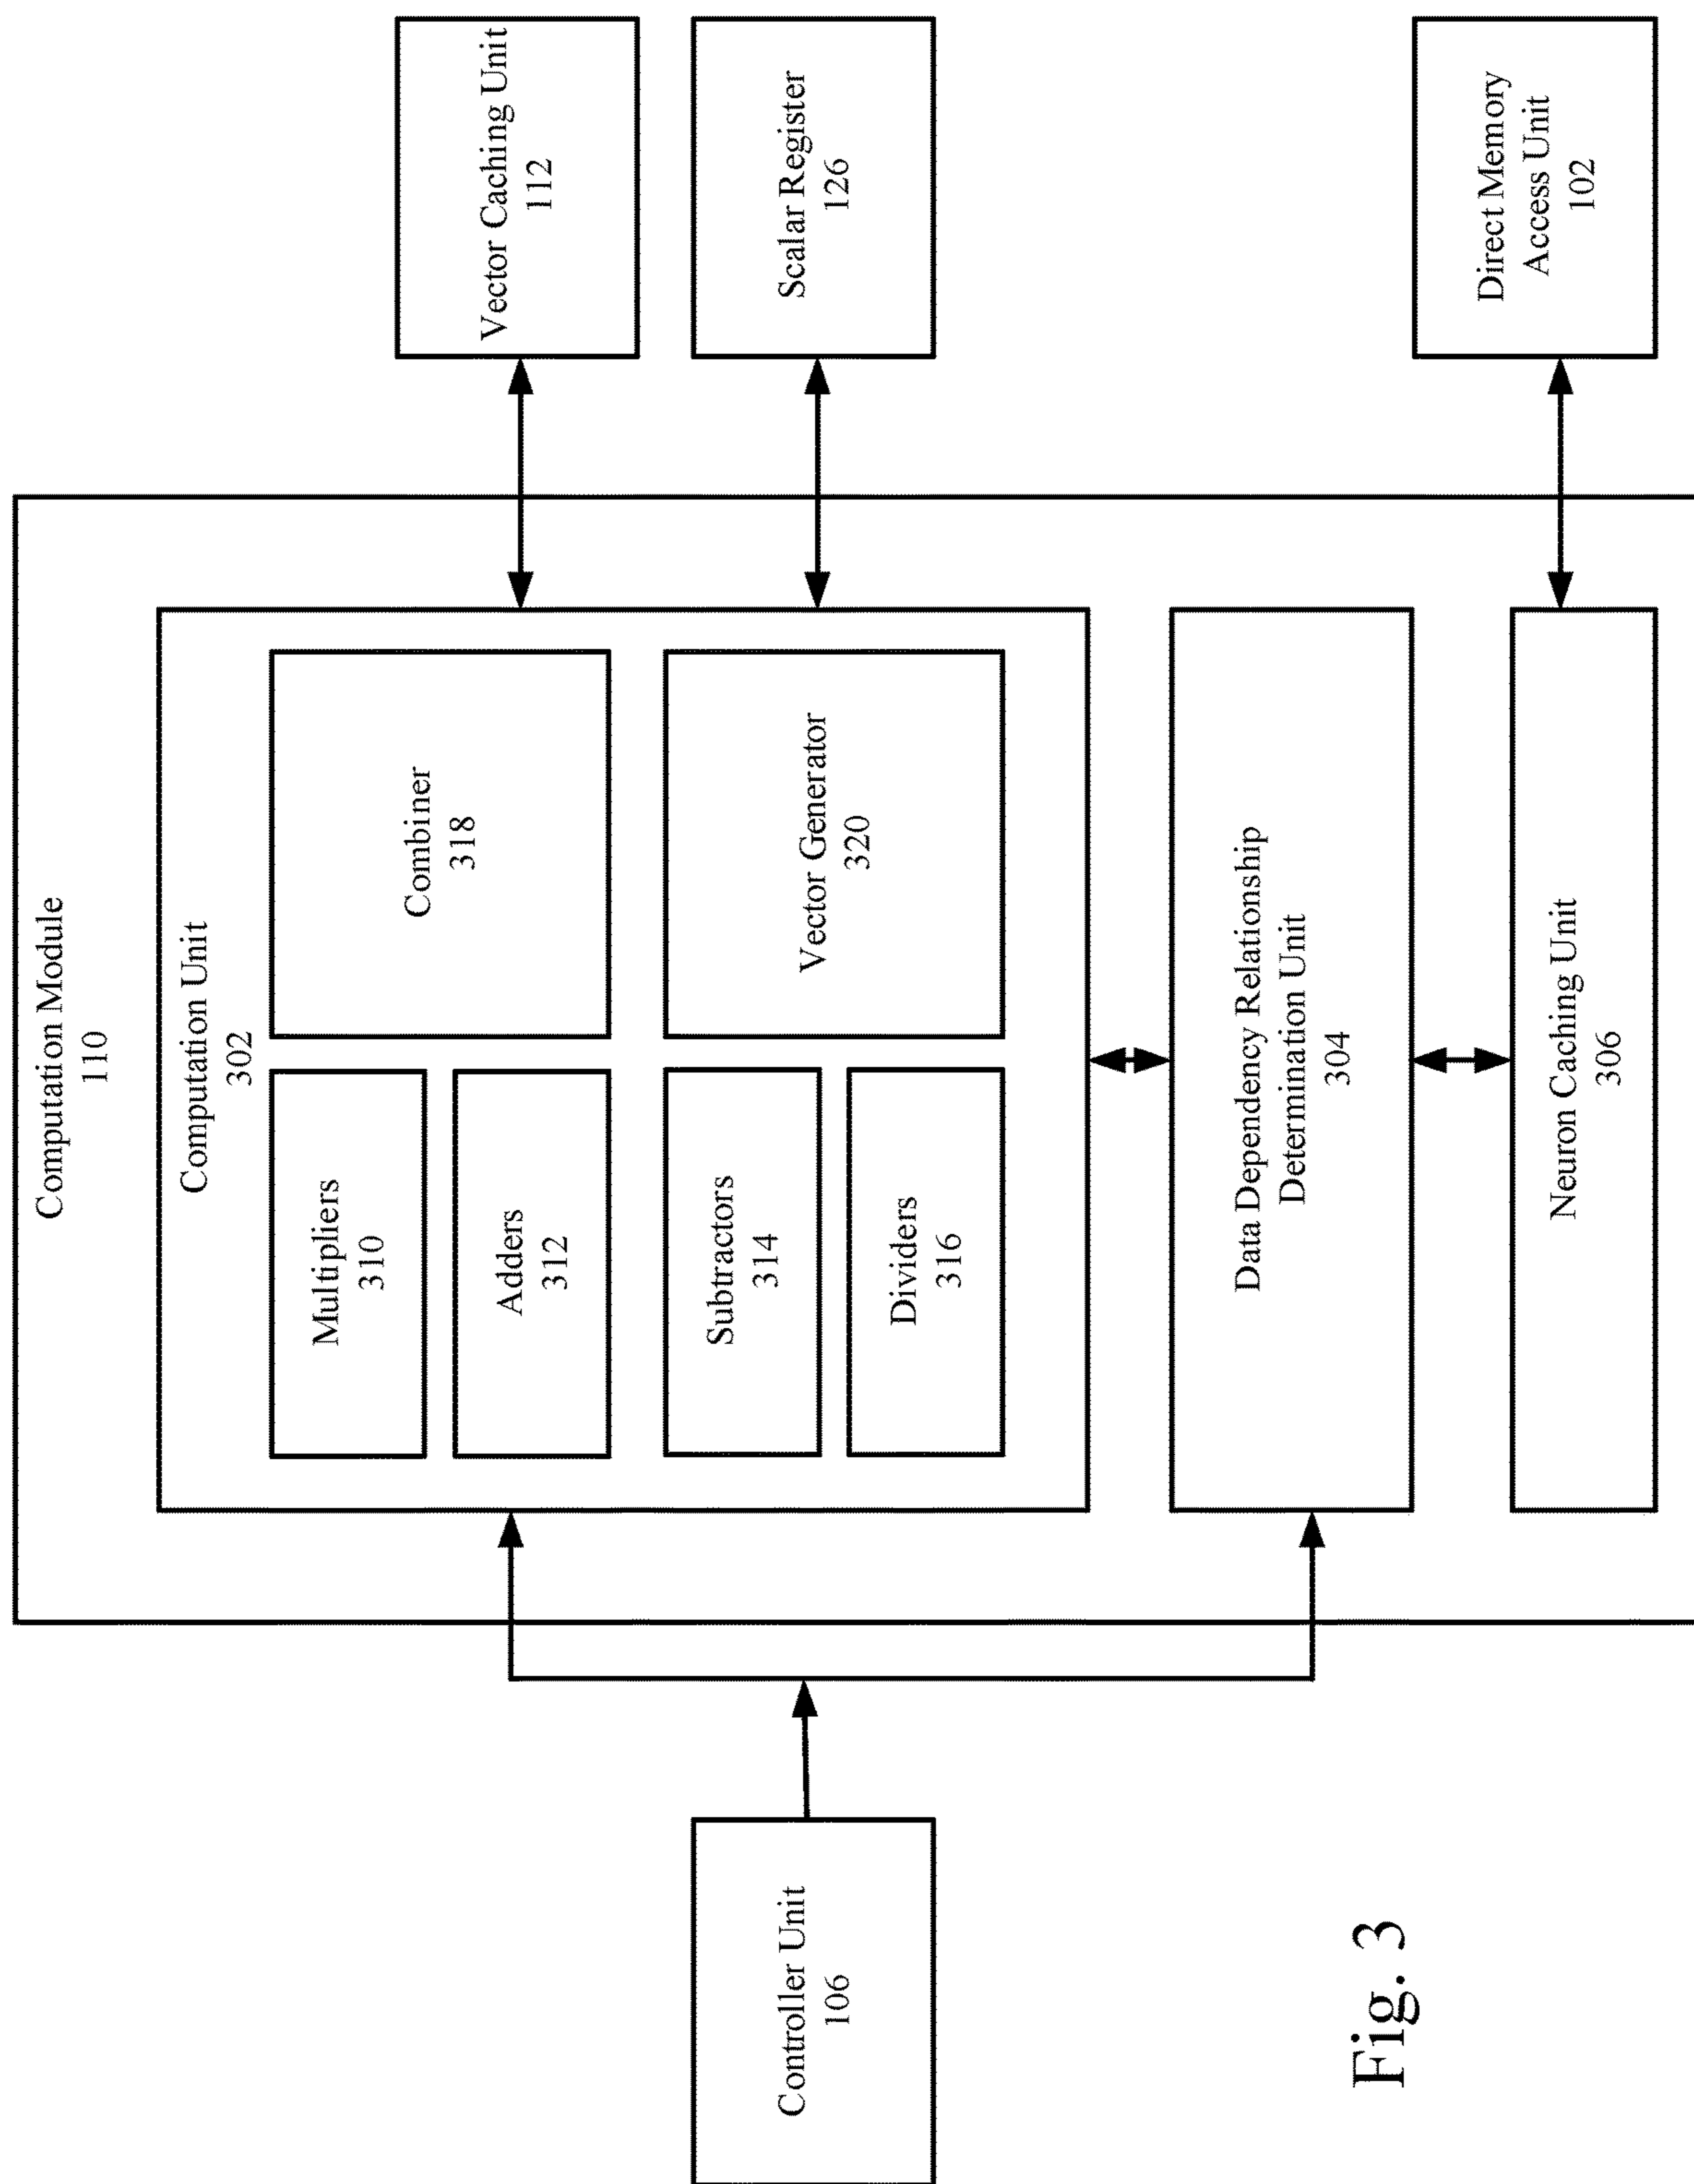 Computation Module
110
Computation Unit
302
Multipliers
310
Adders
312
Subtractors
314
Dividers
316
Combiner
318
Vector Generator
320
Data Dependency Relationship
Determination Unit
304
Neuron Caching Unit
306
Controller Unit
106
Vector Caching Unit
112
Scalar Register
126
Direct Memory
Access Unit
102
Fig. 3